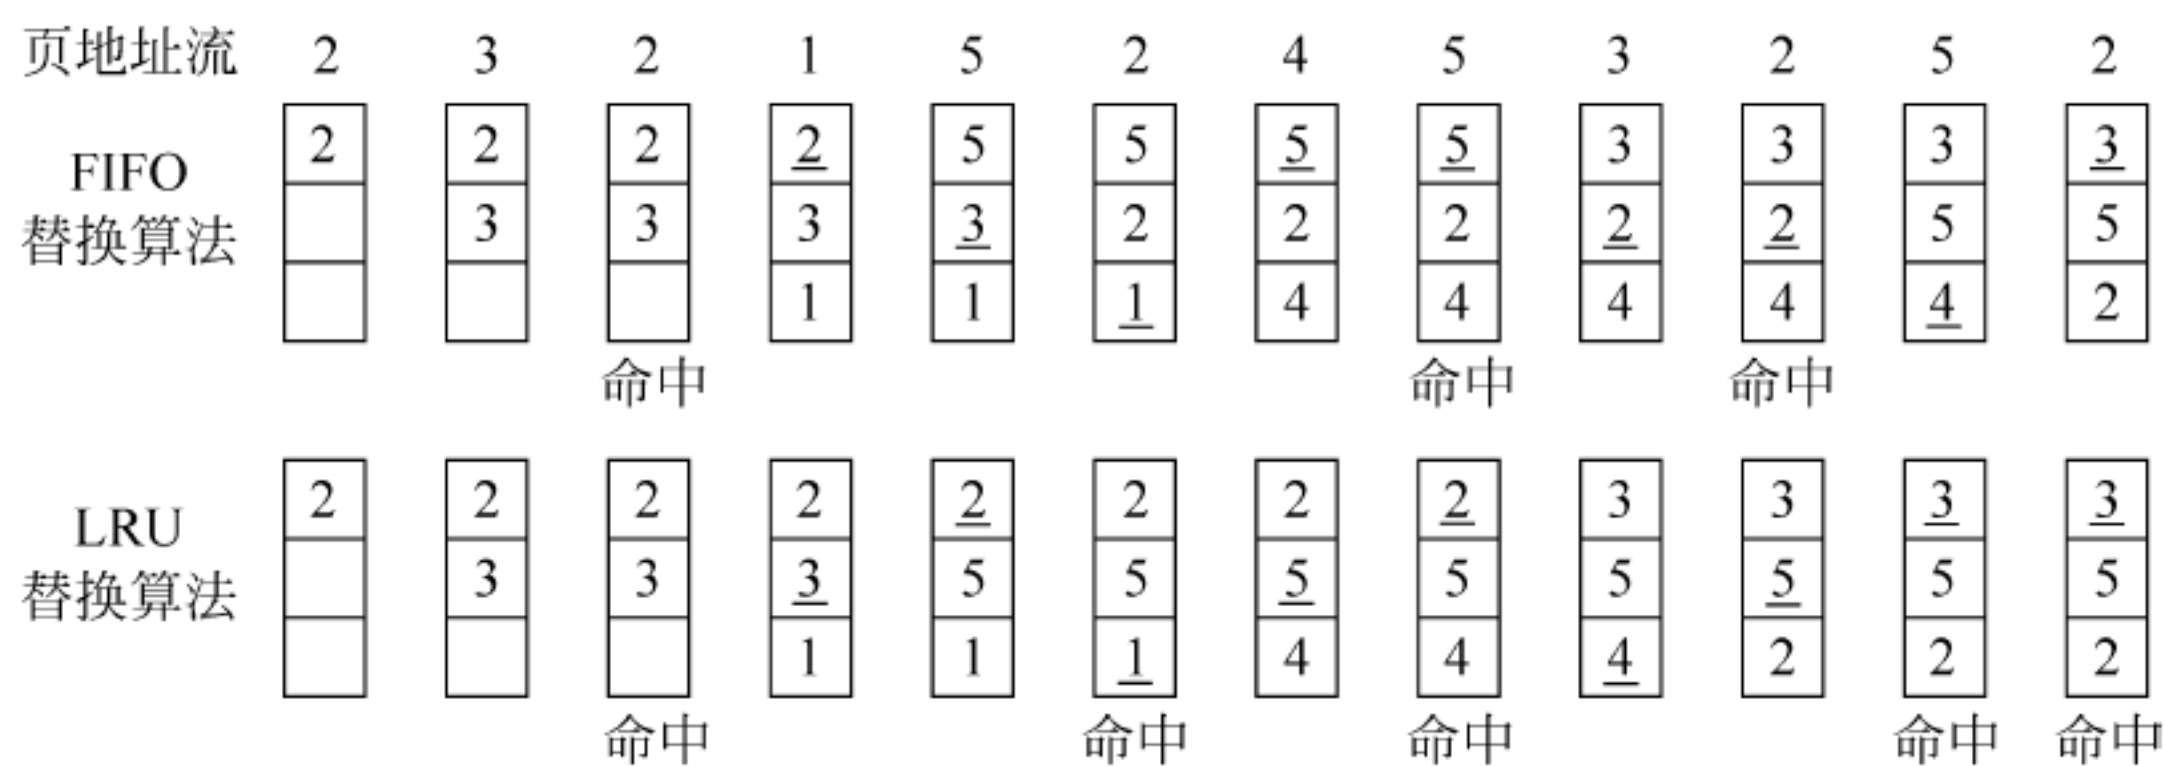 页地址流 2 3 2 1 5 2 4 5 3 2 5 2
FIFO
替换算法
2 2 2 2 5 5 5 5 3 3 3 3
3 3 3 3 2 2 2 2 2 5 5
1 1 1 4 4 4 4 4 2
命中 命中 命中
LRU
替换算法
2 2 2 2 2 2 2 2 3 3 3 3
3 3 3 5 5 5 5 5 5 5 5
1 1 1 4 4 4 2 2 2
命中 命中 命中 命中 命中